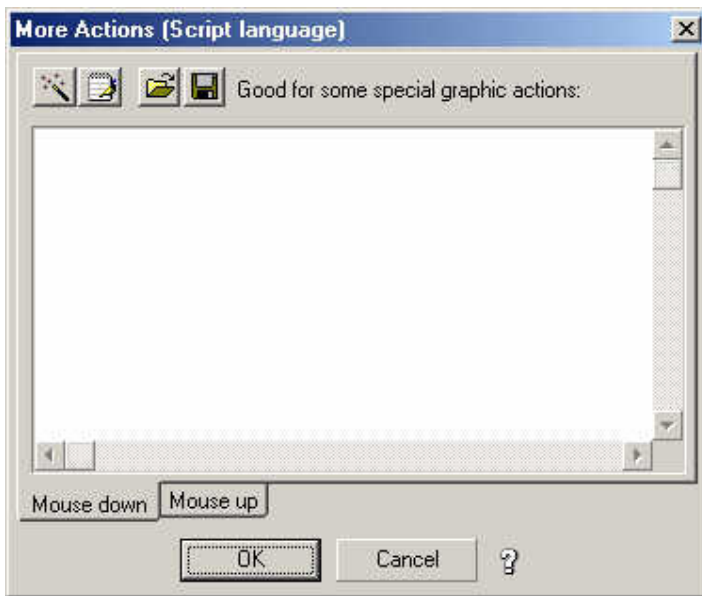 More Actions (Script language)
Good for some special graphic actions:
Mouse down Mouse up
OK Cancel